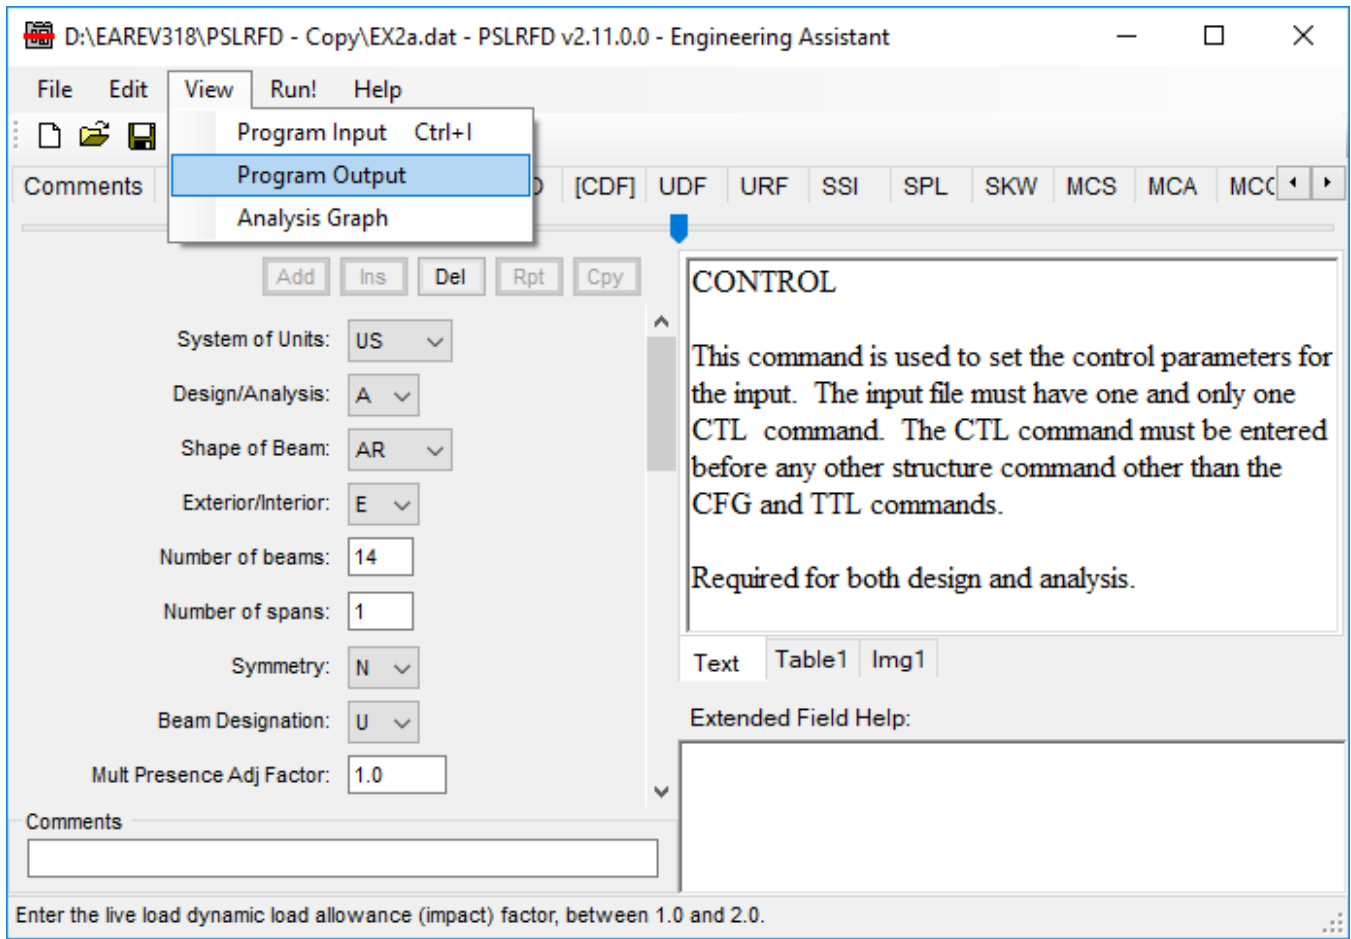 D:\EAREV318\PSLRFD - Copy\EX2a.dat - PSLRFD v2.11.0.0 - Engineering Assistant
File Edit View Run! Help
Program Input Ctrl+I
Program Output
Analysis Graph
Comments [CDF] UDF URF SSI SPL SKW MCS MCA
Add Ins Del Rpt Cpy
System of Units: US
Design/Analysis: A
Shape of Beam: AR
Exterior/Interior: E
Number of beams: 14
Number of spans: 1
Symmetry: N
Beam Designation: U
Mult Presence Adj Factor: 1.0
Comments
CONTROL
This command is used to set the control parameters for
the input. The input file must have one and only one
CTL command. The CTL command must be entered
before any other structure command other than the
CFG and TTL commands.
Required for both design and analysis.
Text Table1 Img1
Extended Field Help:
Enter the live load dynamic load allowance (impact) factor, between 1.0 and 2.0.